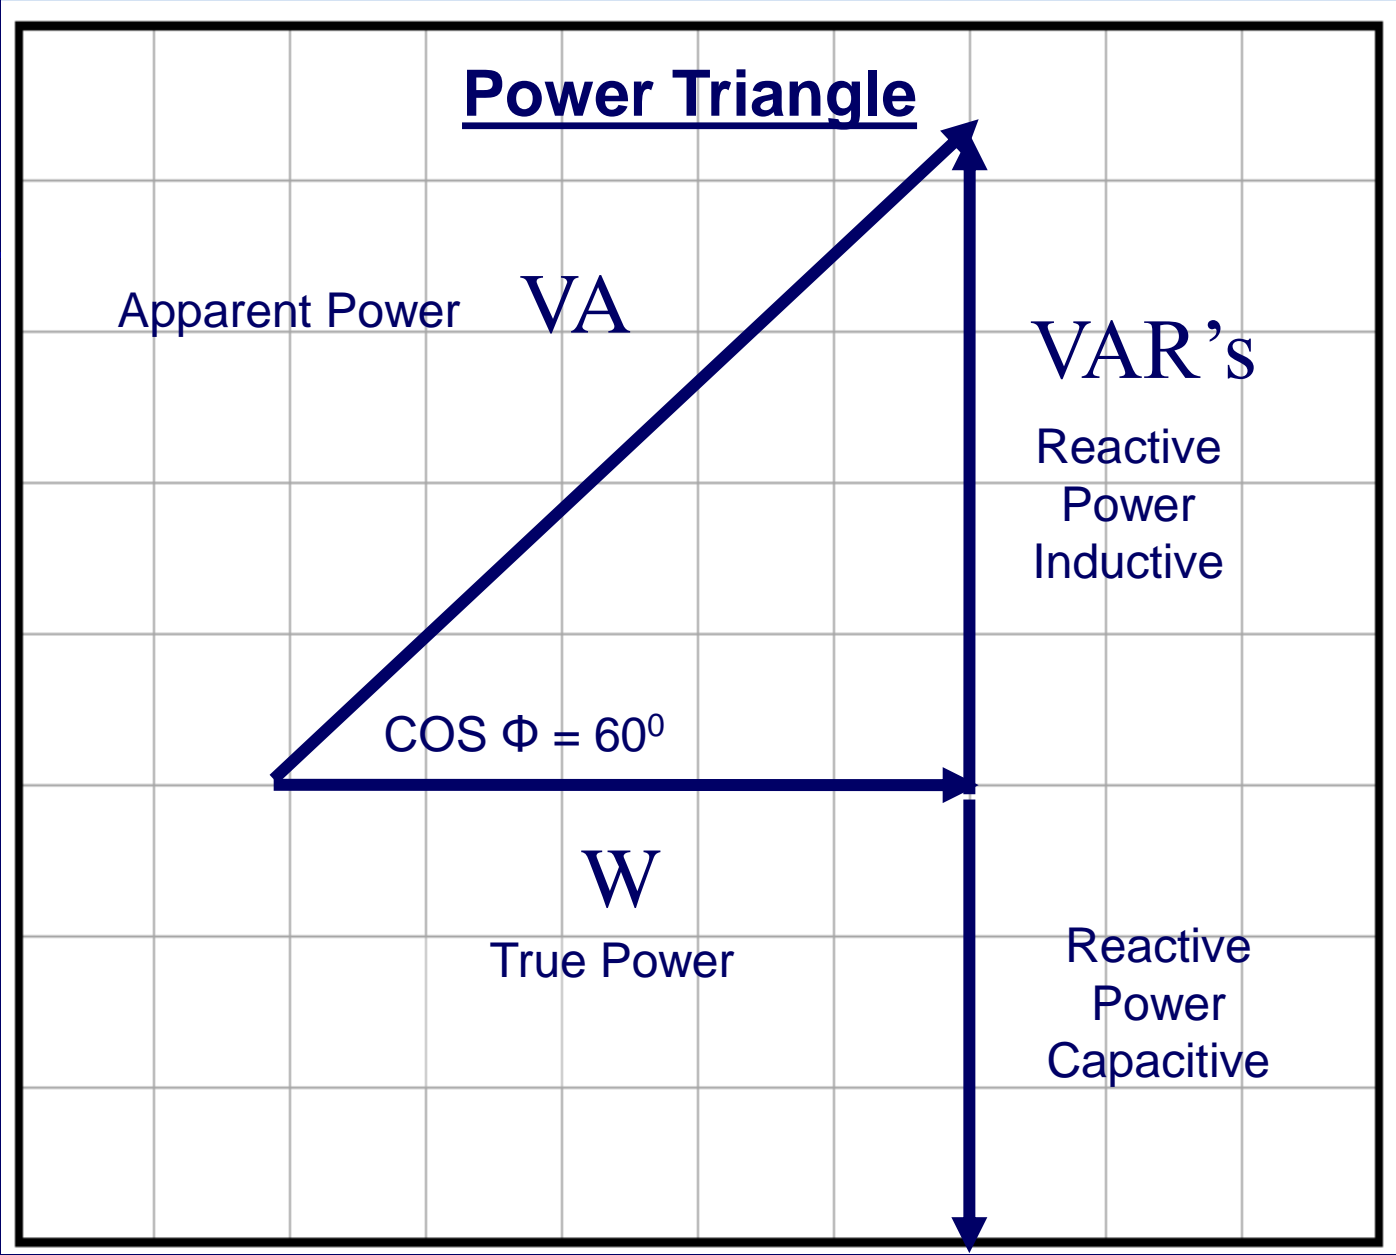 Power Triangle
Apparent Power VA
VAR’s
Reactive
Power
Inductive
COS Φ = 60⁰
W
True Power
Reactive
Power
Capacitive